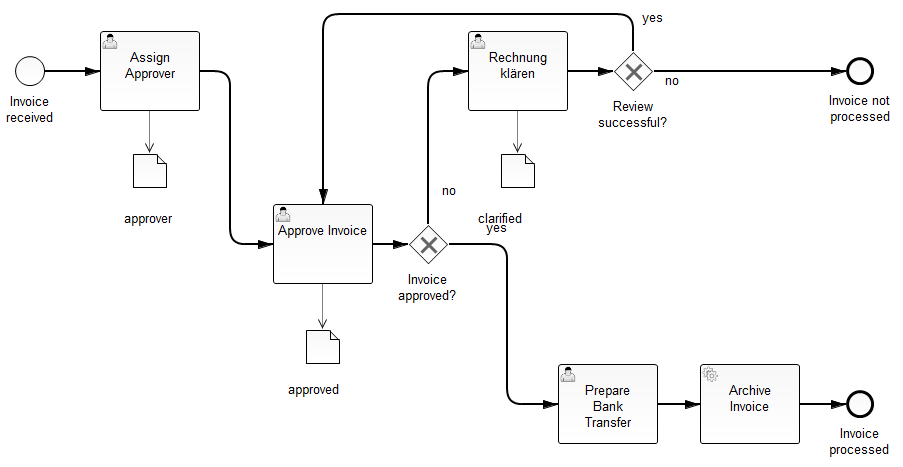 yes
Assign
Approver
Rechnung
klären
Invoice
received
no
Review
successful?
Invoice not
processed
approver
no
clarified
yes
Approve Invoice
Invoice
approved?
approved
Prepare
Bank
Transfer
Archive
Invoice
Invoice
processed